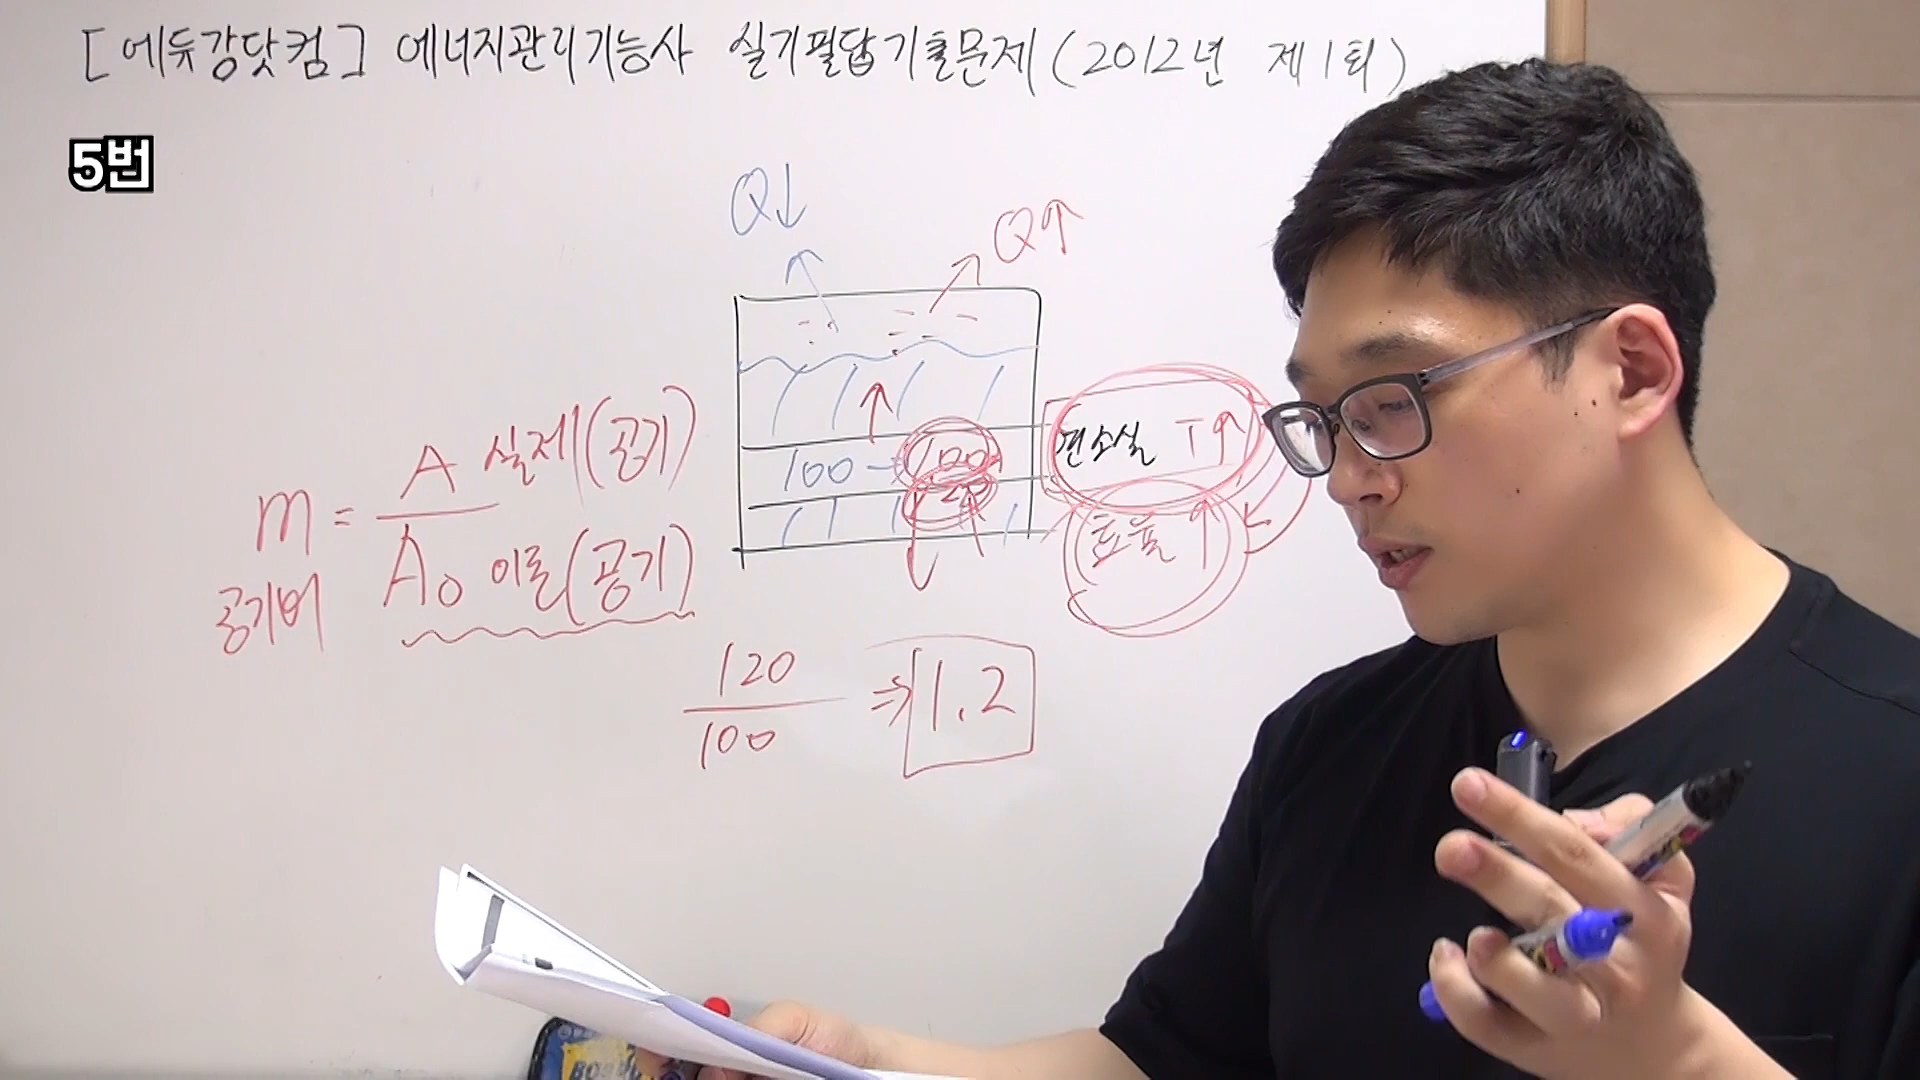 [에듀강닷컴] 에너지관리기능사 실기필답기출문제(2012년 제1회)
5번
Q↓
Q↑
100 → 100
20
연소실 T↑
효율 ↑
m = A 실제(공기)
A₀ 이론(공기)
공기비
120
100
⇒ 1.2